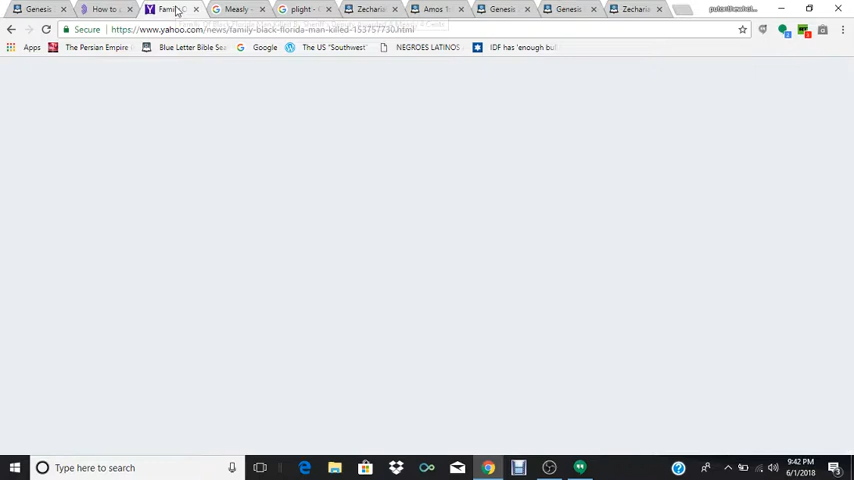 Genesis
How to
Family
Measly -
plight -
Zecharia
Amos 1
Genesis
Genesis
Zecharia
Secure
https://www.yahoo.com/news/family-black-florida-man-killed-153757730.html
Apps
The Persian Empire
Blue Letter Bible Sea
Google
The US "Southwest"
NEGROES LATINOS
IDF has 'enough bul
Type here to search
9:42 PM
6/1/2018